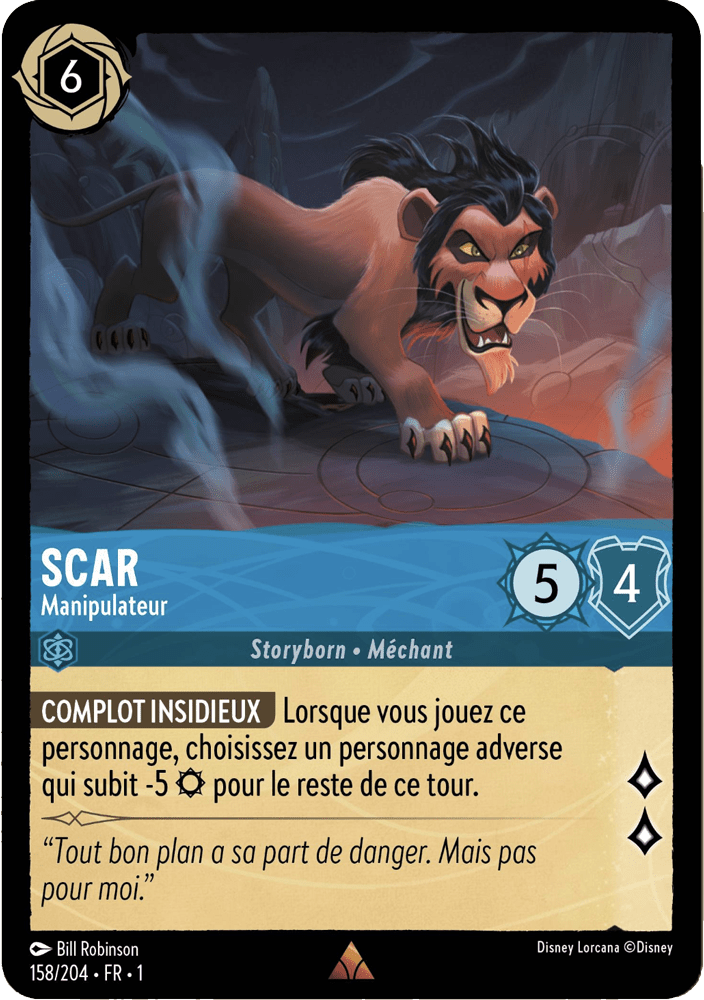 6
SCAR
Manipulateur
5
4
Storyborn • Méchant
COMPLOT INSIDIEUX Lorsque vous jouez ce
personnage, choisissez un personnage adverse
qui subit -5 pour le reste de ce tour.
“Tout bon plan a sa part de danger. Mais pas
pour moi.”
Bill Robinson
Disney Lorcana ©Disney
158/204 • FR • 1